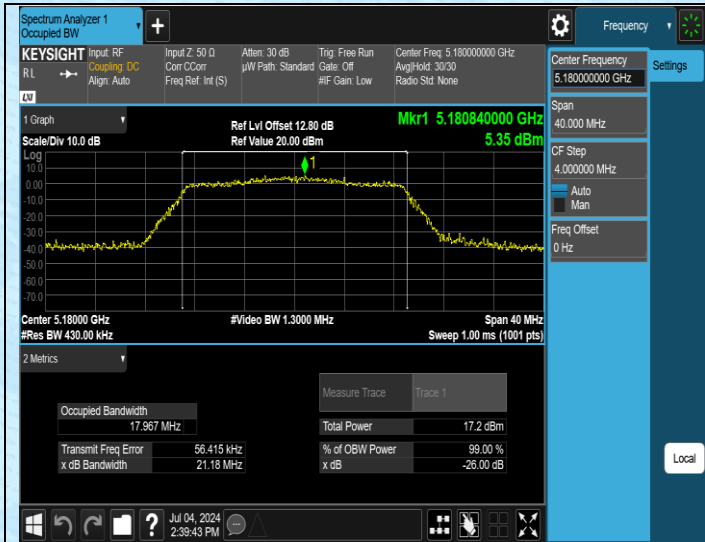 Spectrum Analyzer 1
Occupied BW
+
Frequency
KEYSIGHT
RL
LXI
Input: RF
Coupling: DC
Align: Auto
Input Z: 50 Ω
Corr CCorr
Freq Ref: Int (S)
Atten: 30 dB
µW Path: Standard
Trig: Free Run
Gate: Off
#IF Gain: Low
Center Freq: 5.180000000 GHz
Avg|Hold: 30/30
Radio Std: None
Center Frequency
5.180000000 GHz
Settings
Span
40.000 MHz
CF Step
4.000000 MHz
Auto
Man
Freq Offset
0 Hz
Local
1 Graph
Scale/Div 10.0 dB
Ref Lvl Offset 12.80 dB
Ref Value 20.00 dBm
Mkr1 5.180840000 GHz
5.35 dBm
Log
10.0
0.00
-10.0
-20.0
-30.0
-40.0
-50.0
-60.0
-70.0
1
Center 5.18000 GHz
#Res BW 430.00 kHz
#Video BW 1.3000 MHz
Span 40 MHz
Sweep 1.00 ms (1001 pts)
2 Metrics
Measure Trace
Trace 1
Occupied Bandwidth
17.967 MHz
Total Power
17.2 dBm
Transmit Freq Error
56.415 kHz
% of OBW Power
99.00 %
x dB Bandwidth
21.18 MHz
x dB
-26.00 dB
?
Jul 04, 2024
2:39:43 PM